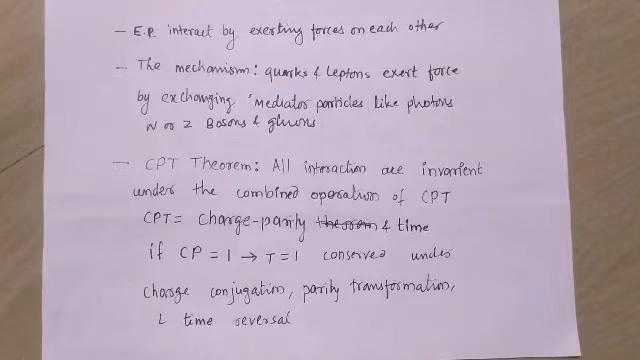 - E.P. interact by exerting forces on each other
- The mechanism: quarks & leptons exert force
by exchanging 'mediator particles like photons
W or Z Bosons & gluons
- CPT Theorem: All interaction are invarient
under the combined operation of CPT
CPT = Charge-parity theorem & time
if CP = 1 → T = 1 conserved under
charge conjugation, parity transformation,
& time reversal